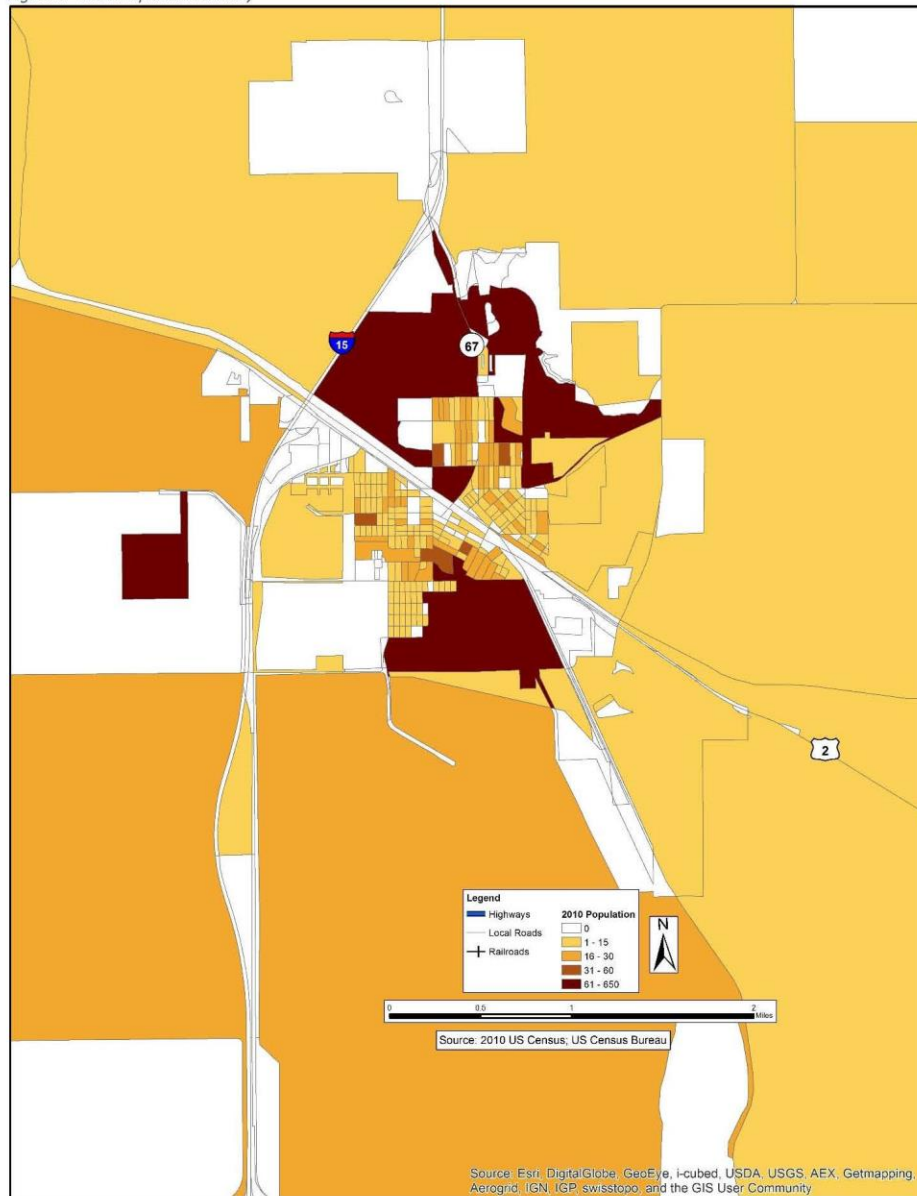 15
67
2
Legend
Highways
Local Roads
Railroads
2010 Population
0
1 - 15
16 - 30
31 - 60
61 - 650
N
0 0.5 1 2
Miles
Source: 2010 US Census; US Census Bureau
Source: Esri, DigitalGlobe, GeoEye, i-cubed, USDA, USGS, AEX, Getmapping,
Aerogrid, IGN, IGP, swisstopo, and the GIS User Community